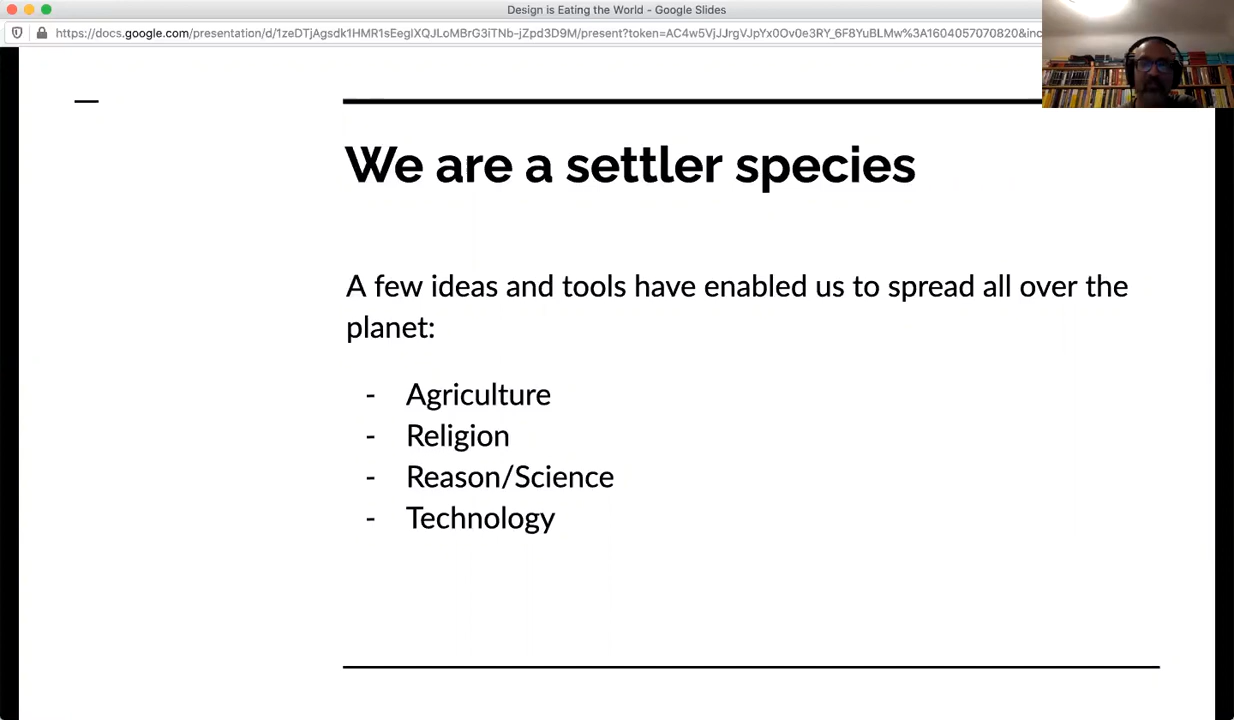 Design is Eating the World - Google Slides
We are a settler species
A few ideas and tools have enabled us to spread all over the
planet:
- Agriculture
- Religion
- Reason/Science
- Technology